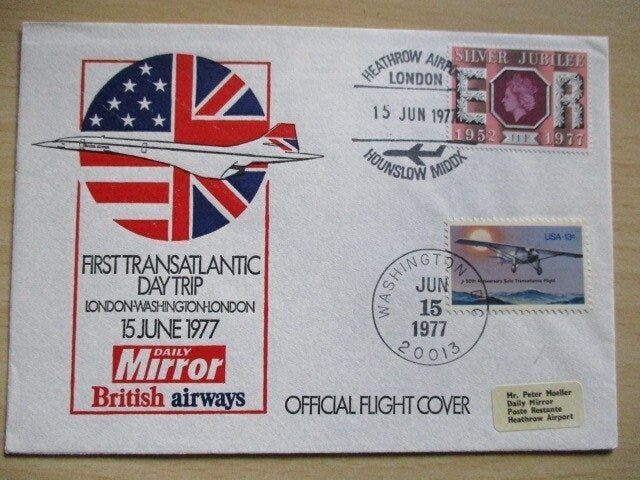 FIRST TRANSATLANTIC
DAY TRIP
LONDON-WASHINGTON-LONDON
15 JUNE 1977
DAILY
Mirror
British airways
OFFICIAL FLIGHT COVER
HEATHROW AIRPO
LONDON
15 JUN 1977
HOUNSLOW MIDDX
SILVER JUBILEE
E R
1952 11P 1977
USA 13c
50th Anniversary Solo Transatlantic Flight
WASHINGTON
JUN
15
1977
20013
Mr. Peter Moeller
Daily Mirror
Poste Restante
Heathrow Airport